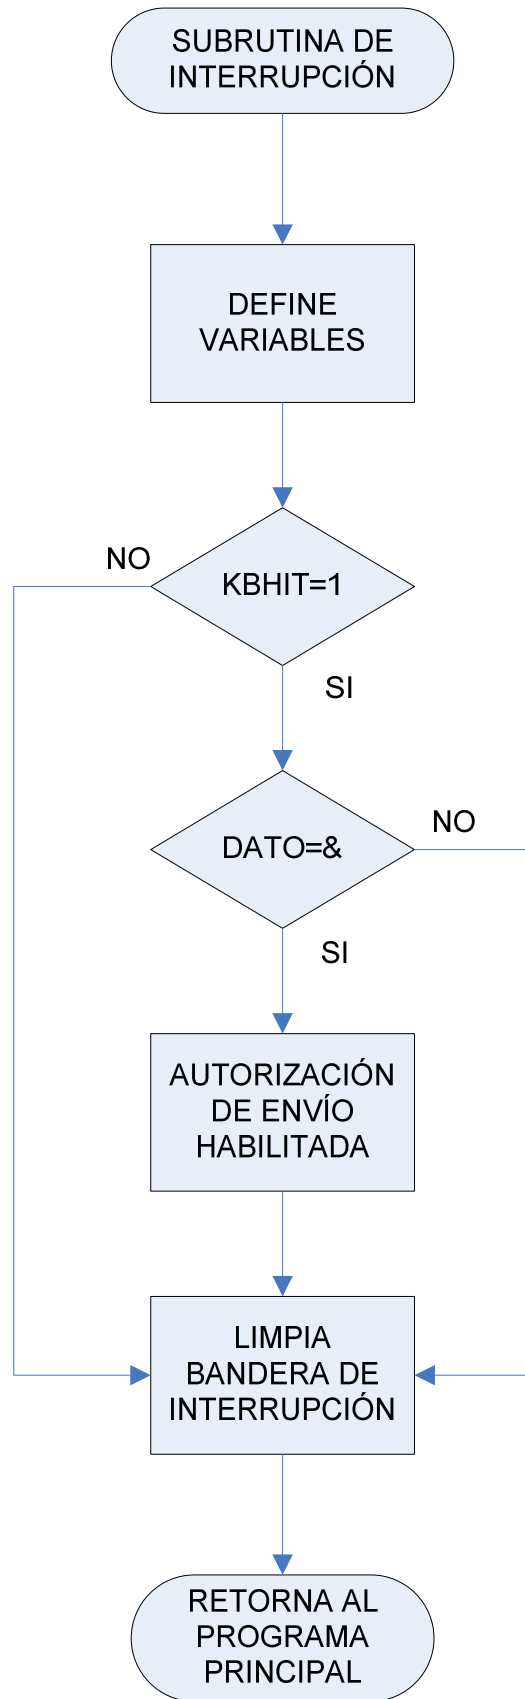 SUBRUTINA DE
INTERRUPCIÓN
DEFINE
VARIABLES
NO
KBHIT=1
SI
NO
DATO=&
SI
AUTORIZACIÓN
DE ENVÍO
HABILITADA
LIMPIA
BANDERA DE
INTERRUPCIÓN
RETORNA AL
PROGRAMA
PRINCIPAL